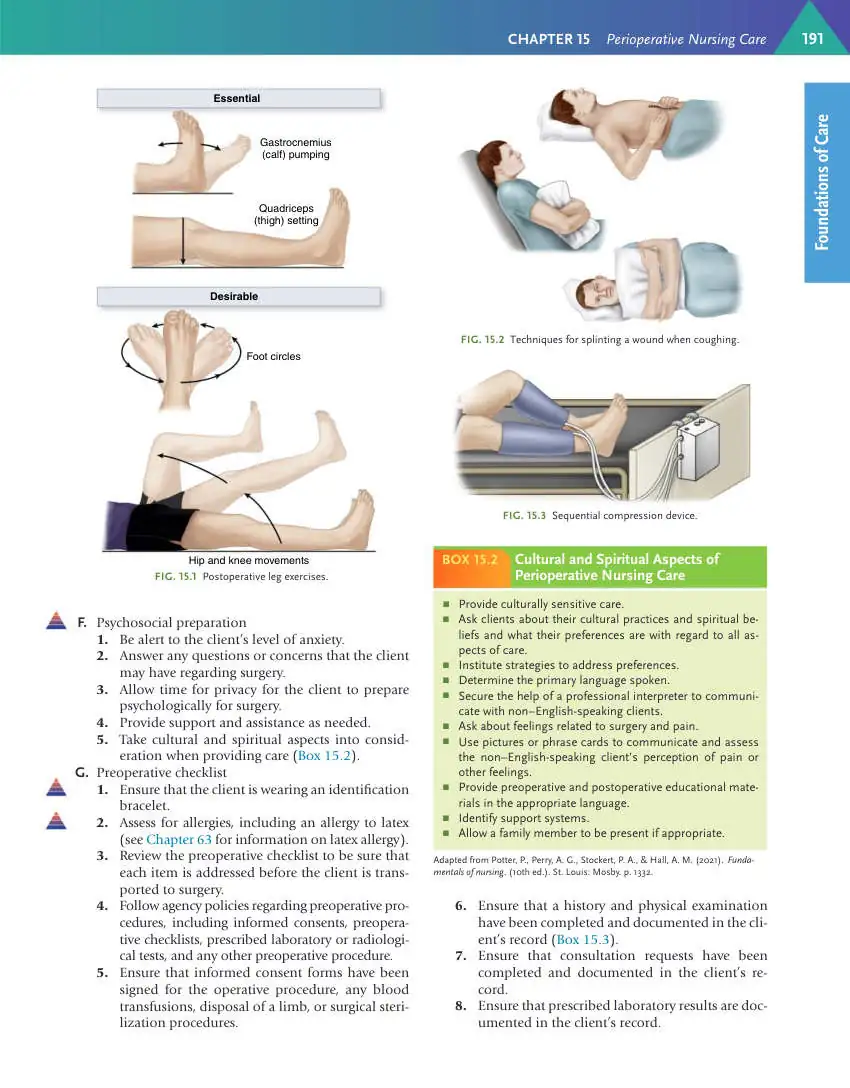 CHAPTER 15 Perioperative Nursing Care 191
Foundations of Care
Essential
Gastrocnemius
(calf) pumping
Quadriceps
(thigh) setting
Desirable
Foot circles
Hip and knee movements
FIG. 15.1 Postoperative leg exercises.
F. Psychosocial preparation
1. Be alert to the client's level of anxiety.
2. Answer any questions or concerns that the client
may have regarding surgery.
3. Allow time for privacy for the client to prepare
psychologically for surgery.
4. Provide support and assistance as needed.
5. Take cultural and spiritual aspects into consid-
eration when providing care (Box 15.2).
G. Preoperative checklist
1. Ensure that the client is wearing an identification
bracelet.
2. Assess for allergies, including an allergy to latex
(see Chapter 63 for information on latex allergy).
3. Review the preoperative checklist to be sure that
each item is addressed before the client is trans-
ported to surgery.
4. Follow agency policies regarding preoperative pro-
cedures, including informed consents, preopera-
tive checklists, prescribed laboratory or radiologi-
cal tests, and any other preoperative procedure.
5. Ensure that informed consent forms have been
signed for the operative procedure, any blood
transfusions, disposal of a limb, or surgical steri-
lization procedures.
FIG. 15.2 Techniques for splinting a wound when coughing.
FIG. 15.3 Sequential compression device.
BOX 15.2 Cultural and Spiritual Aspects of
Perioperative Nursing Care
■ Provide culturally sensitive care.
■ Ask clients about their cultural practices and spiritual be-
liefs and what their preferences are with regard to all as-
pects of care.
■ Institute strategies to address preferences.
■ Determine the primary language spoken.
■ Secure the help of a professional interpreter to communi-
cate with non–English-speaking clients.
■ Ask about feelings related to surgery and pain.
■ Use pictures or phrase cards to communicate and assess
the non–English-speaking client's perception of pain or
other feelings.
■ Provide preoperative and postoperative educational mate-
rials in the appropriate language.
■ Identify support systems.
■ Allow a family member to be present if appropriate.
Adapted from Potter, P., Perry, A. G., Stockert, P. A., & Hall, A. M. (2021). Funda-
mentals of nursing. (10th ed.). St. Louis: Mosby. p. 1332.
6. Ensure that a history and physical examination
have been completed and documented in the cli-
ent's record (Box 15.3).
7. Ensure that consultation requests have been
completed and documented in the client's re-
cord.
8. Ensure that prescribed laboratory results are doc-
umented in the client's record.